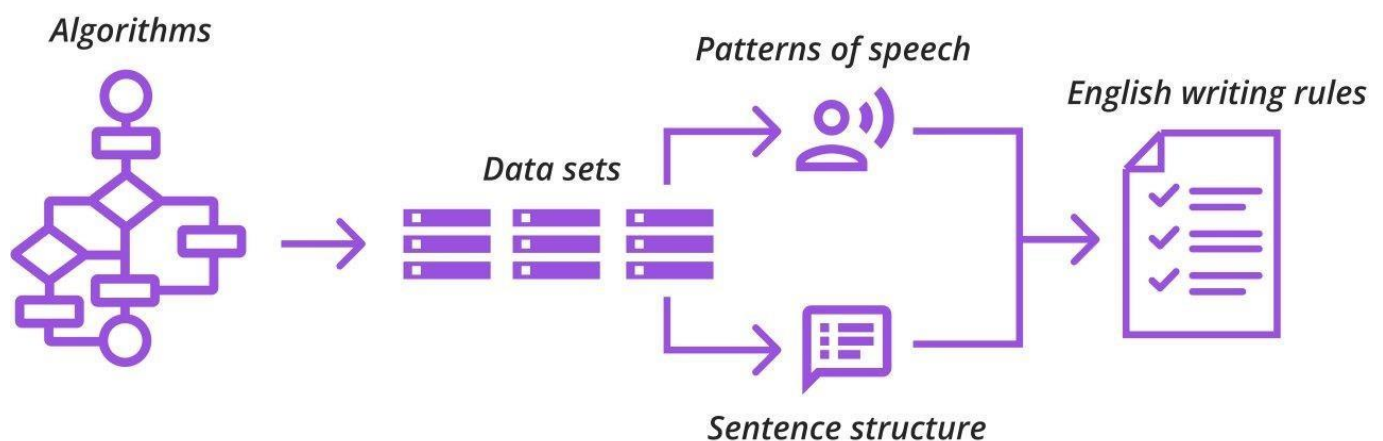 Algorithms
Data sets
Patterns of speech
Sentence structure
English writing rules